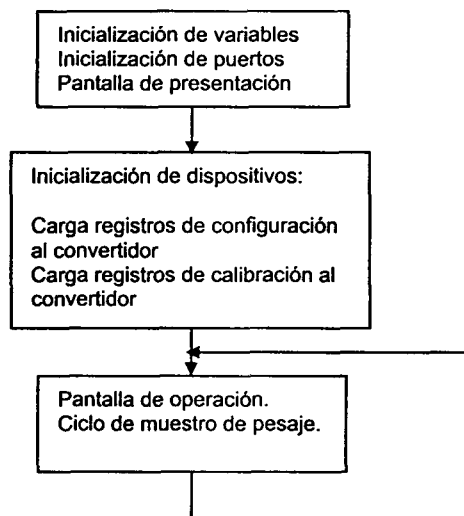 Inicialización de variables
Inicialización de puertos
Pantalla de presentación
Inicialización de dispositivos:
Carga registros de configuración
al convertidor
Carga registros de calibración al
convertidor
Pantalla de operación.
Ciclo de muestro de pesaje.